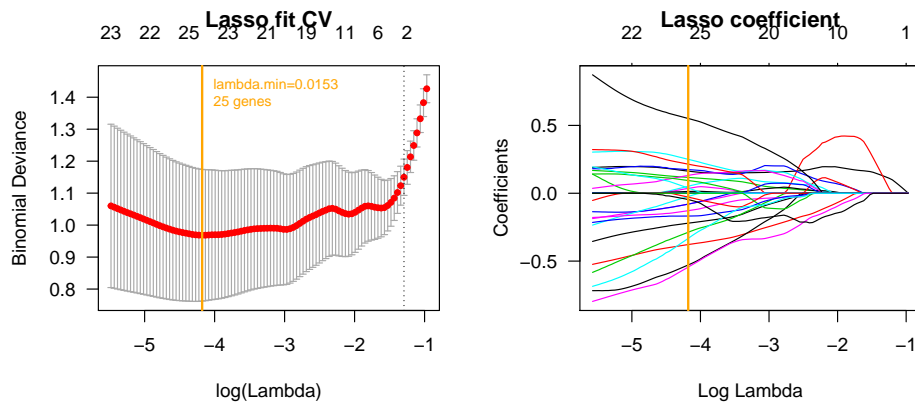 Lasso fit CV
23 22 25 23 21 19 11 6 2
lambda.min=0.0153
25 genes
Binomial Deviance
1.4
1.3
1.2
1.1
1.0
0.9
0.8
−5 −4 −3 −2 −1
log(Lambda)
Lasso coefficient
22 25 20 10 1
Coefficients
0.5
0.0
−0.5
−5 −4 −3 −2 −1
Log Lambda